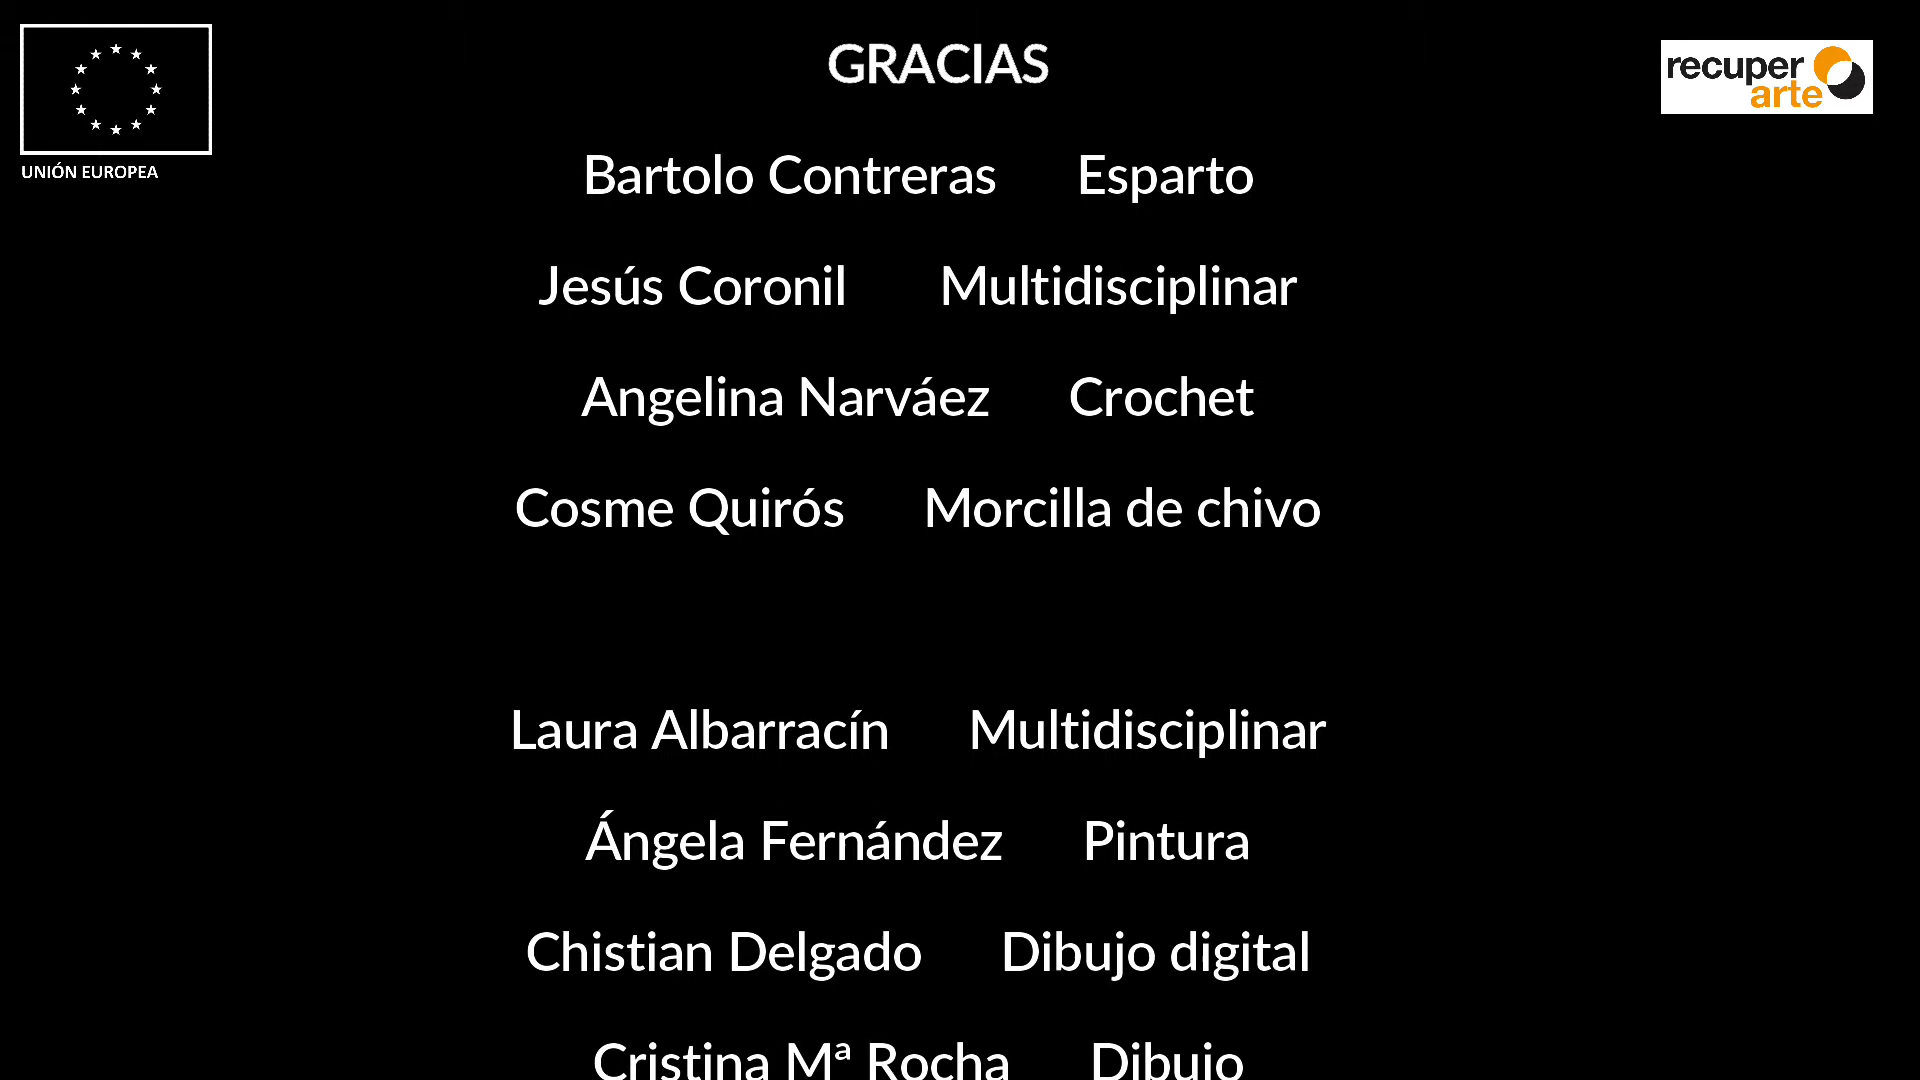 GRACIAS
UNIÓN EUROPEA
recuper
arte
Bartolo Contreras Esparto
Jesús Coronil Multidisciplinar
Angelina Narváez Crochet
Cosme Quirós Morcilla de chivo
Laura Albarracín Multidisciplinar
Ángela Fernández Pintura
Chistian Delgado Dibujo digital
Cristina Mª Rocha Dibujo